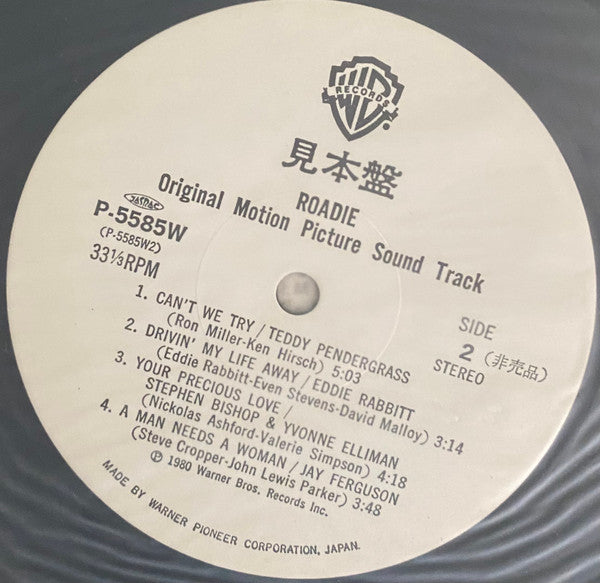 WB
RECORDS
®
見本盤
ROADIE
Original Motion Picture Sound Track
JASRAC
P-5585W
(P-5585W2)
33⅓RPM
SIDE
2 (非売品)
STEREO
1. CAN'T WE TRY / TEDDY PENDERGRASS
(Ron Miller-Ken Hirsch) 5:03
2. DRIVIN' MY LIFE AWAY / EDDIE RABBITT
(Eddie Rabbitt-Even Stevens-David Malloy) 3:14
3. YOUR PRECIOUS LOVE /
STEPHEN BISHOP & YVONNE ELLIMAN
(Nickolas Ashford-Valerie Simpson) 4:18
4. A MAN NEEDS A WOMAN / JAY FERGUSON
(Steve Cropper-John Lewis Parker) 3:48
℗ 1980 Warner Bros. Records Inc.
MADE BY WARNER PIONEER CORPORATION, JAPAN.